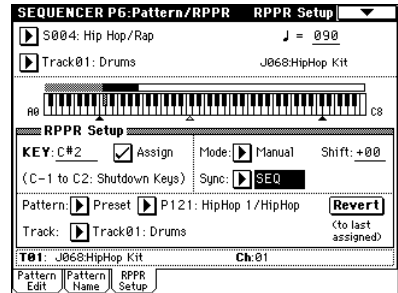 SEQUENCER P6:Pattern/RPPR RPPR Setup
S004: Hip Hop/Rap ♩ = 090
Track01: Drums J068:HipHop Kit
A0 C8
RPPR Setup
KEY: C#2 Assign Mode: Manual Shift: +00
(C-1 to C2: Shutdown Keys) Sync: SEQ
Pattern: Preset P121: HipHop 1/HipHop Revert
Track: Track01: Drums (to last assigned)
T01: J068:HipHop Kit Ch:01
Pattern Edit Pattern Name RPPR Setup